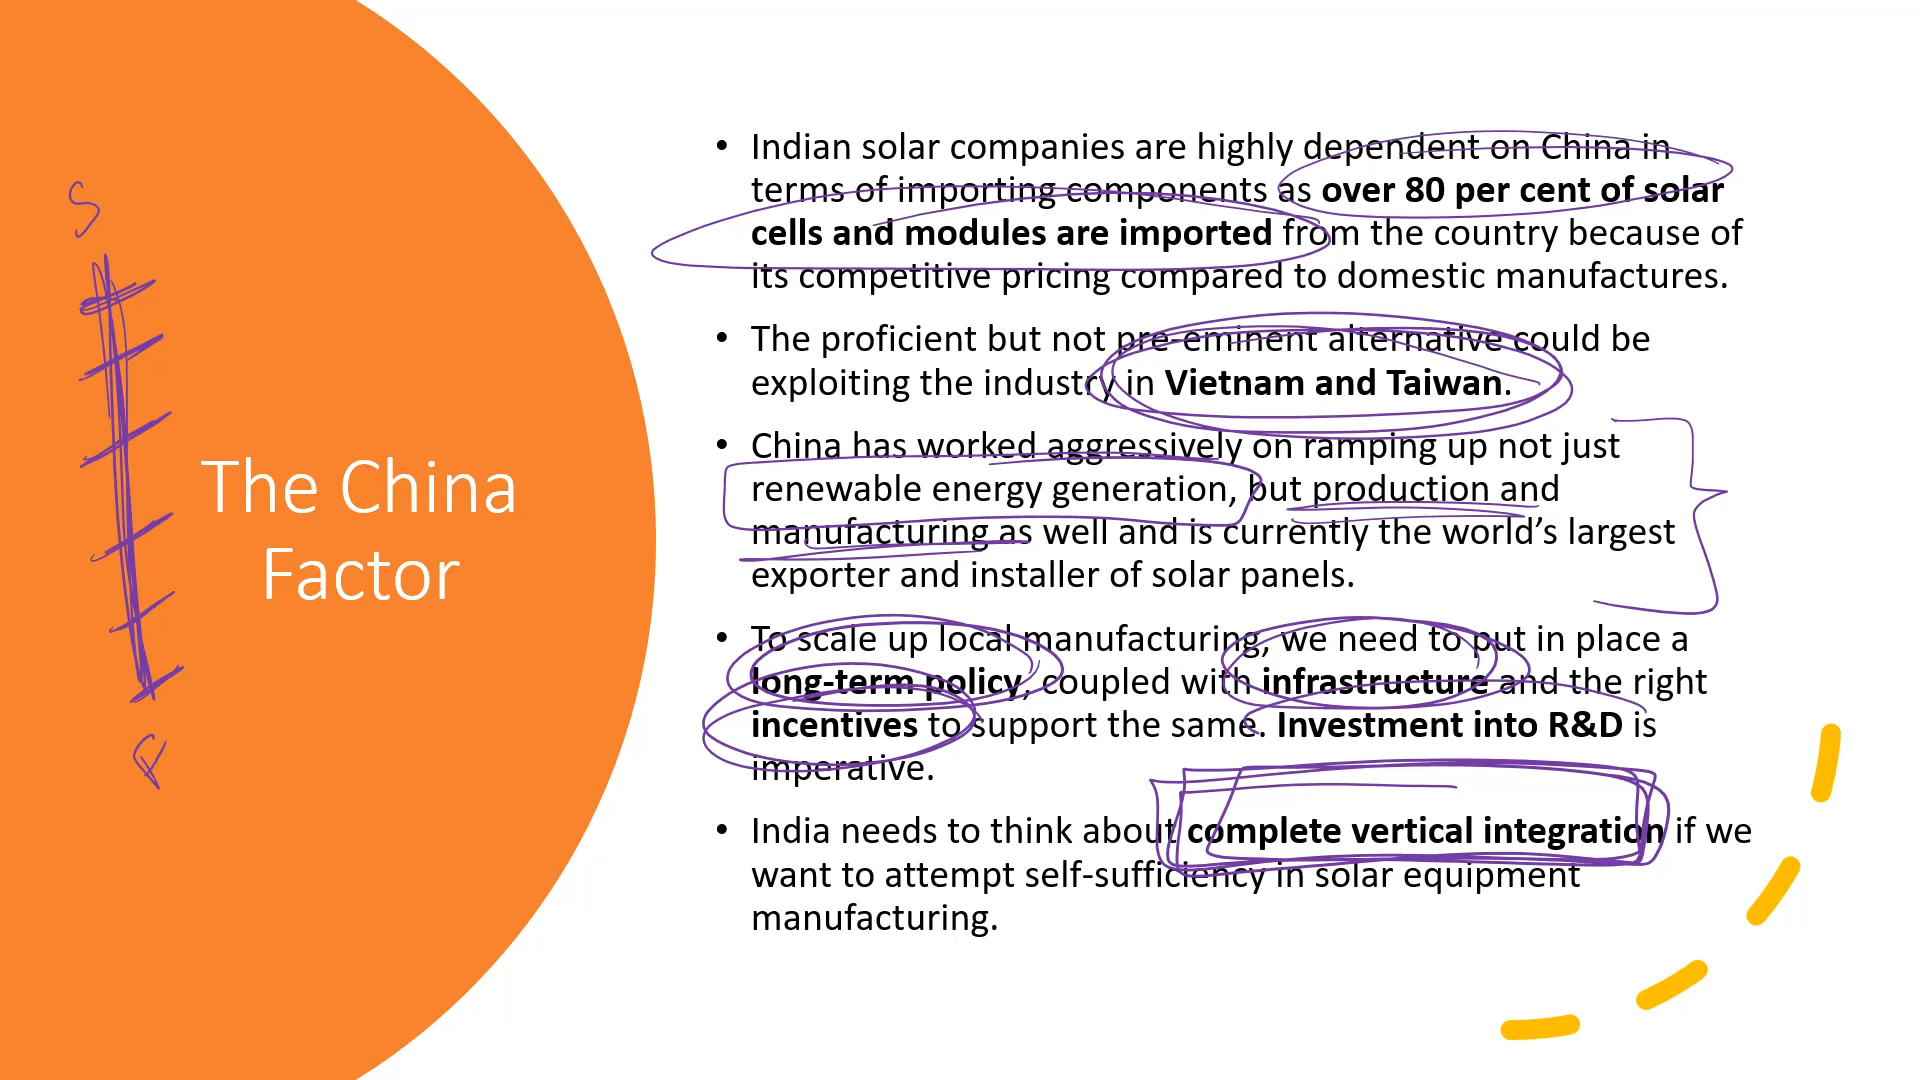 S
The China
Factor
• Indian solar companies are highly dependent on China in
terms of importing components as over 80 per cent of solar
cells and modules are imported from the country because of
its competitive pricing compared to domestic manufactures.
• The proficient but not pre-eminent alternative could be
exploiting the industry in Vietnam and Taiwan.
• China has worked aggressively on ramping up not just
renewable energy generation, but production and
manufacturing as well and is currently the world’s largest
exporter and installer of solar panels.
• To scale up local manufacturing, we need to put in place a
long-term policy, coupled with infrastructure and the right
incentives to support the same. Investment into R&D is
imperative.
• India needs to think about complete vertical integration if we
want to attempt self-sufficiency in solar equipment
manufacturing.